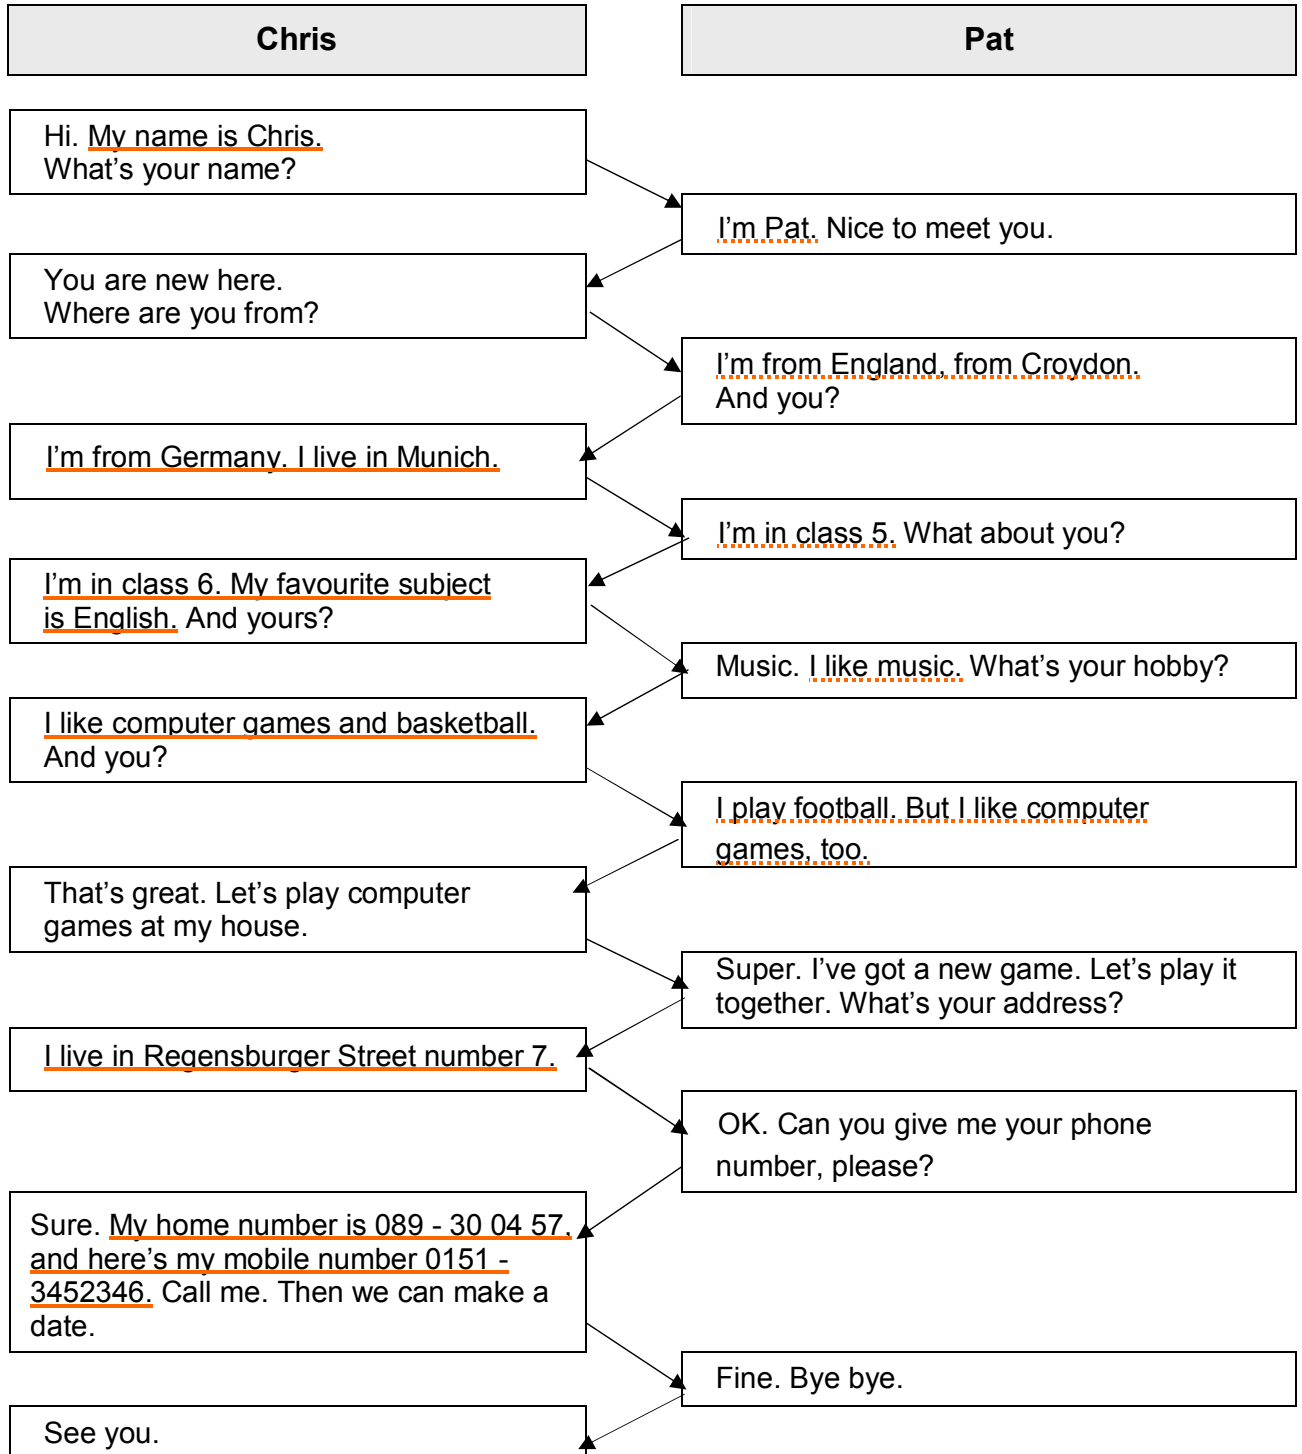 Chris
Pat
Hi. My name is Chris.
What's your name?
I'm Pat. Nice to meet you.
You are new here.
Where are you from?
I'm from England, from Croydon.
And you?
I'm from Germany. I live in Munich.
I'm in class 5. What about you?
I'm in class 6. My favourite subject
is English. And yours?
Music. I like music. What's your hobby?
I like computer games and basketball.
And you?
I play football. But I like computer
games, too.
That's great. Let's play computer
games at my house.
Super. I've got a new game. Let's play it
together. What's your address?
I live in Regensburger Street number 7.
OK. Can you give me your phone
number, please?
Sure. My home number is 089 - 30 04 57,
and here's my mobile number 0151 -
3452346. Call me. Then we can make a
date.
Fine. Bye bye.
See you.